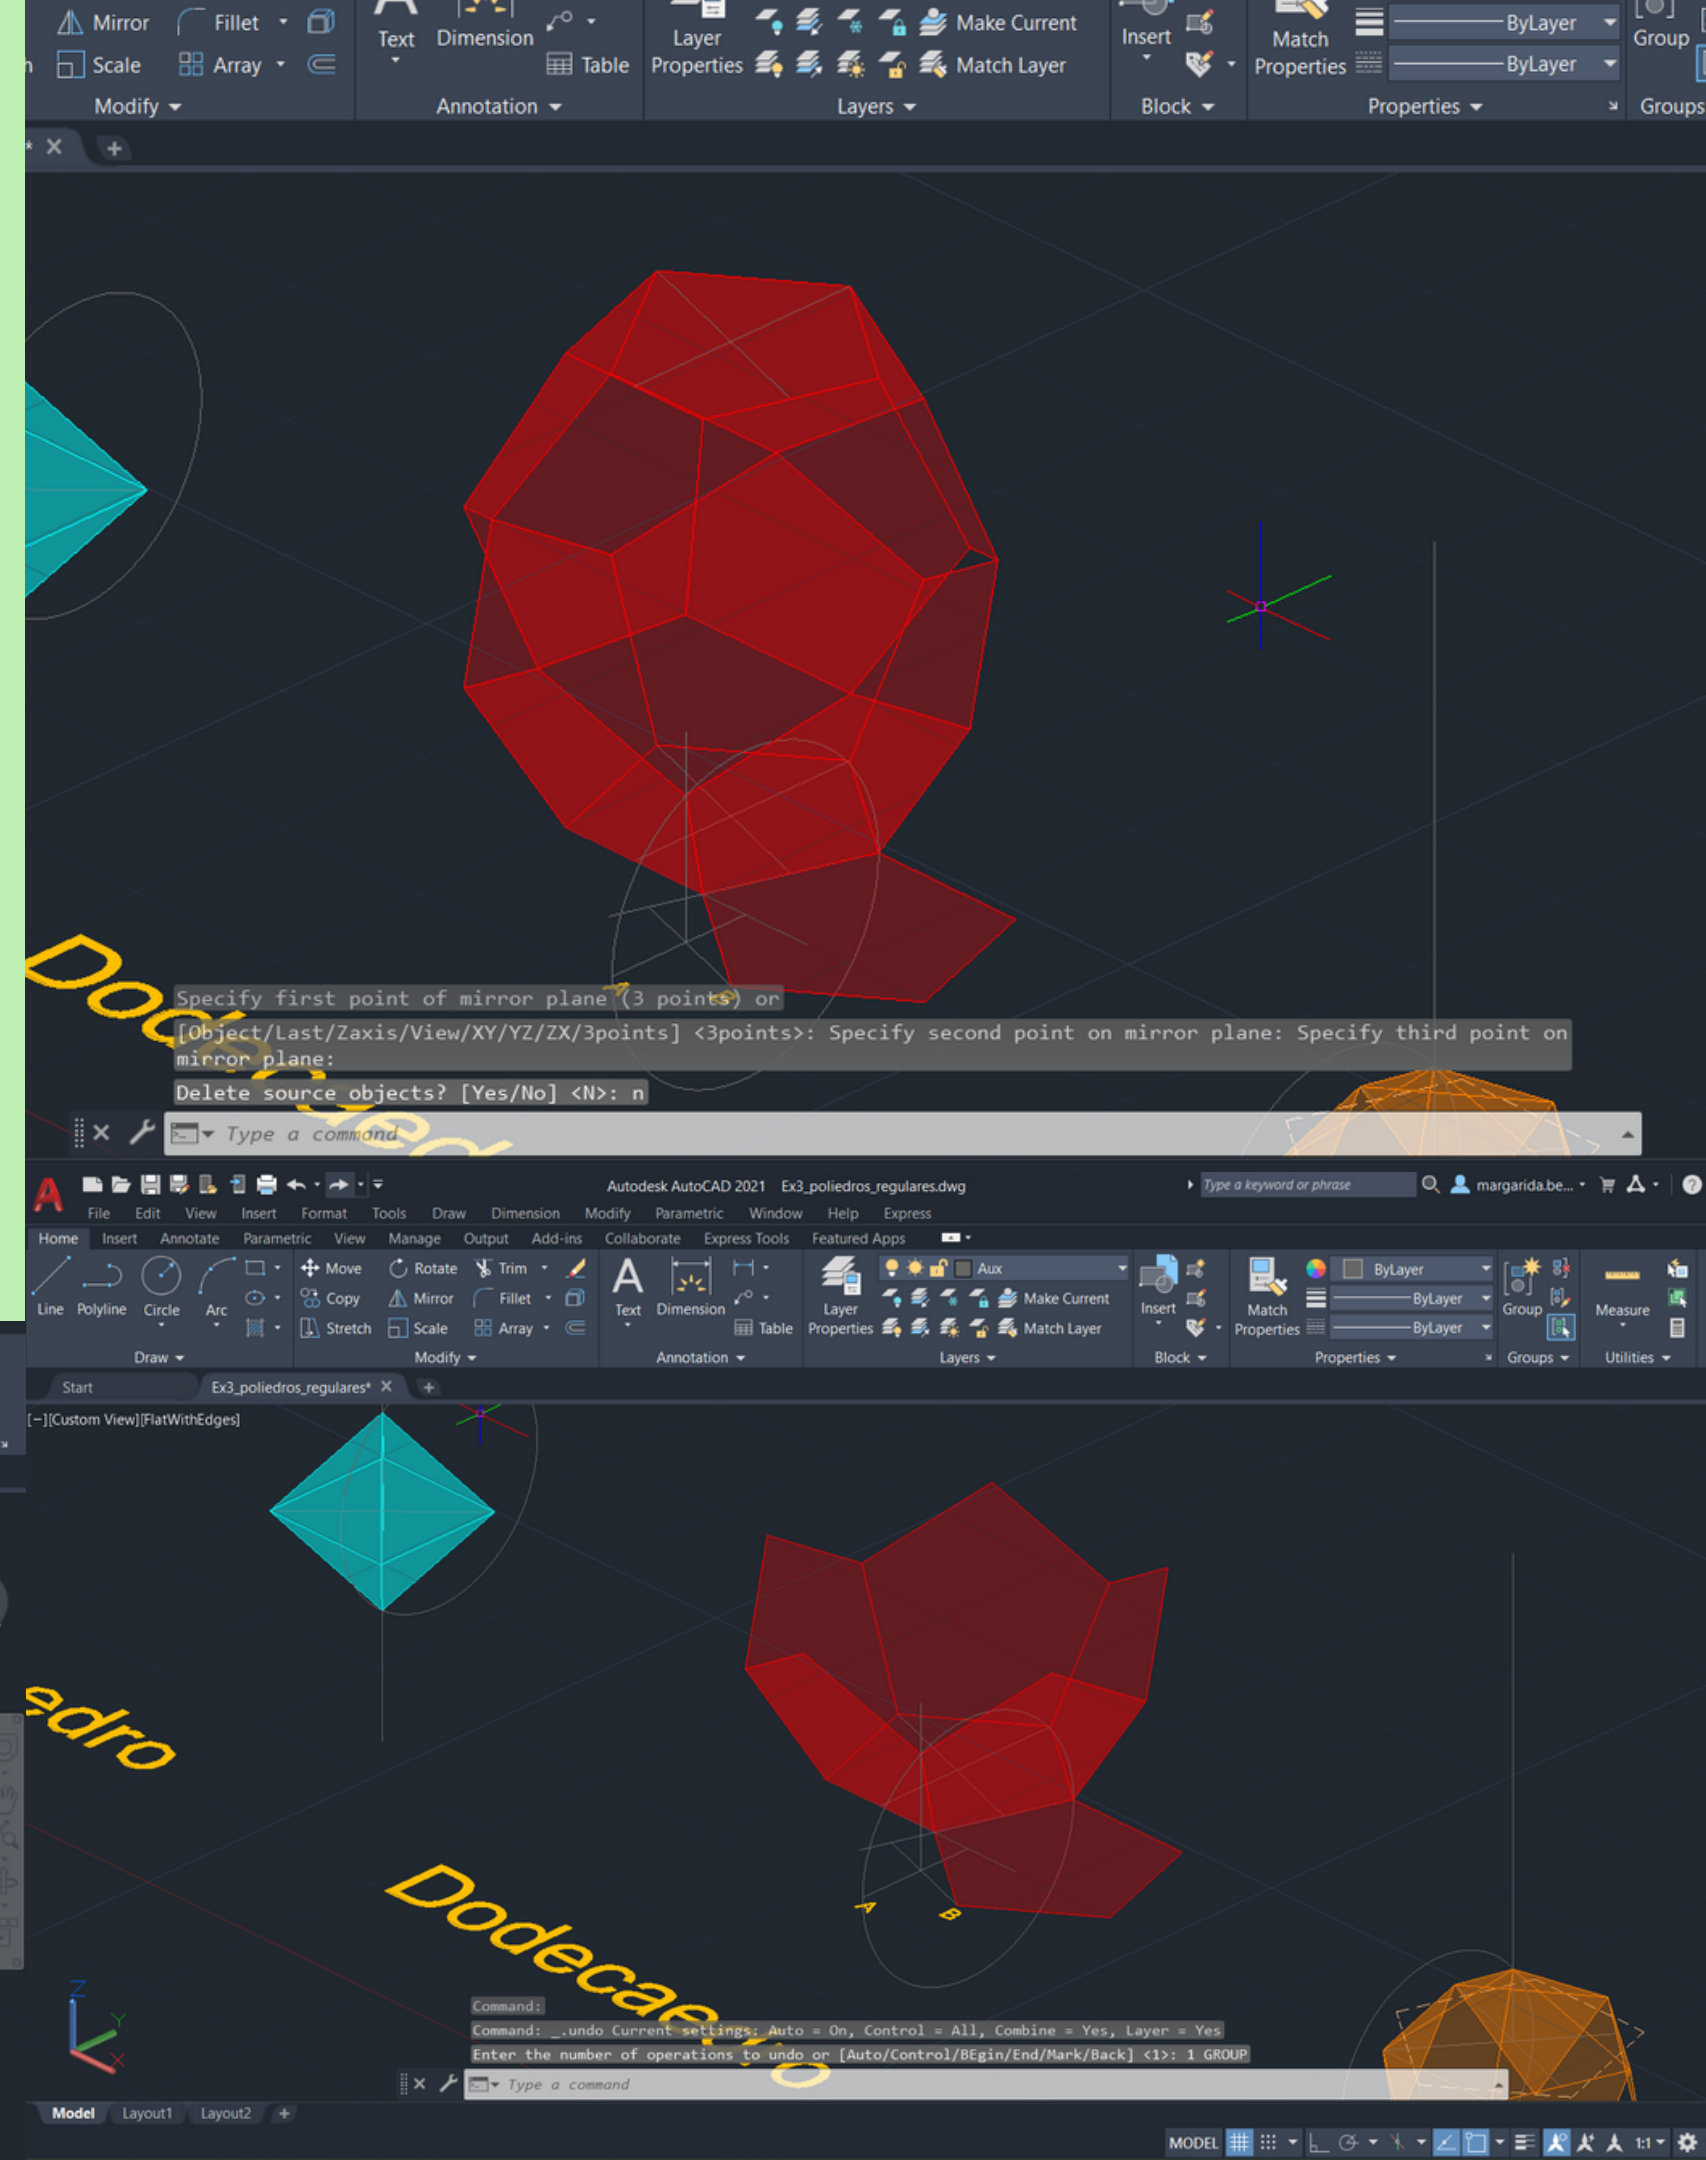 Mirror Fillet Text Dimension Make Current ByLayer
Scale Array Table Layer Properties Match Layer Insert Match Properties ByLayer Group
Modify Annotation Layers Block Properties Groups
Specify first point of mirror plane (3 points) or
[Object/Last/Zaxis/View/XY/YZ/ZX/3points] <3points>: Specify second point on mirror plane: Specify third point on
mirror plane:
Delete source objects? [Yes/No] <N>: n
Type a command
Autodesk AutoCAD 2021 Ex3_poliedros_regulares.dwg Type a keyword or phrase margarida.be...
File Edit View Insert Format Tools Draw Dimension Modify Parametric Window Help Express
Home Insert Annotate Parametric View Manage Output Add-ins Collaborate Express Tools Featured Apps
Move Rotate Trim Aux ByLayer
Line Polyline Circle Arc Copy Mirror Fillet Text Dimension Layer Properties Make Current Insert Match Properties ByLayer Group Measure
Stretch Scale Array Table Match Layer ByLayer
Draw Modify Annotation Layers Block Properties Groups Utilities
Start Ex3_poliedros_regulares*
[−][Custom View][FlatWithEdges]
edro
A B
Dodecaedro
Z
Y
X
Command:
Command: _.undo Current settings: Auto = On, Control = All, Combine = Yes, Layer = Yes
Enter the number of operations to undo or [Auto/Control/BEgin/End/Mark/Back] <1>: 1 GROUP
Type a command
Model Layout1 Layout2
MODEL 1:1